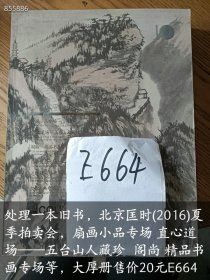 855886
E664
处理一本旧书，北京匡时(2016)夏
季拍卖会，扇画小品专场 直心道
场——五台山人藏珍 阁尚 精品书
画专场等，大厚册售价20元E664